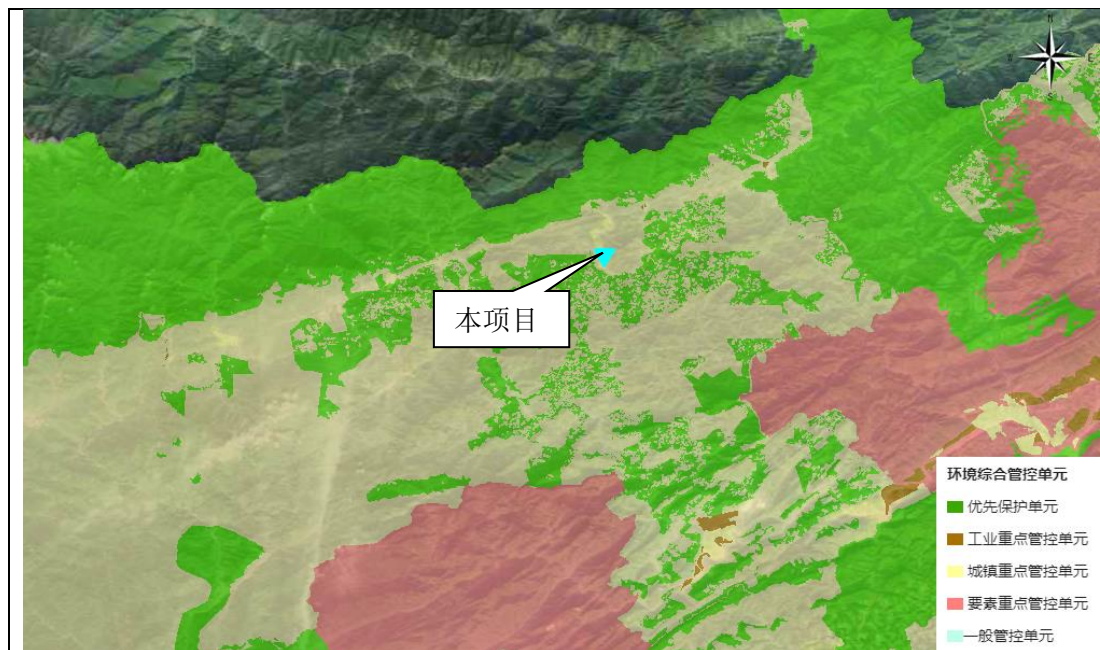 N
E
S
本项目
环境综合管控单元
优先保护单元
工业重点管控单元
城镇重点管控单元
要素重点管控单元
一般管控单元